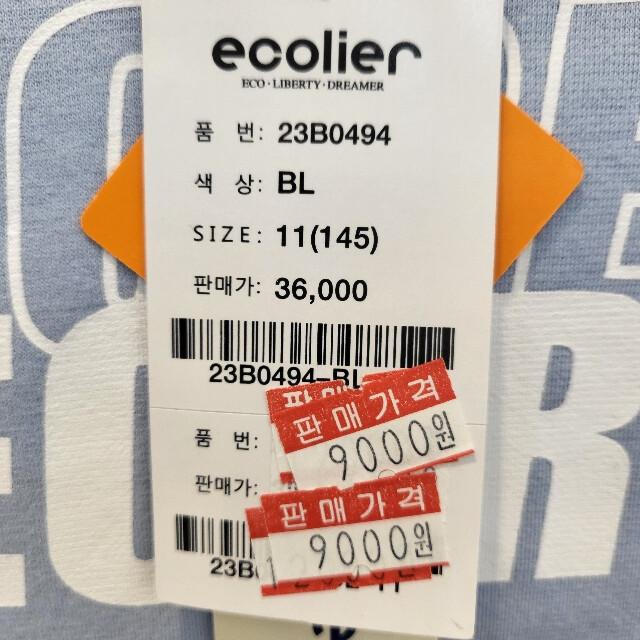 ecolier
ECO·LIBERTY·DREAMER
품 번: 23B0494
색 상: BL
SIZE: 11(145)
판매가: 36,000
23B0494-BL
판매가격
9000원
품 번:
판매가:
판매가격
9000원
23B0